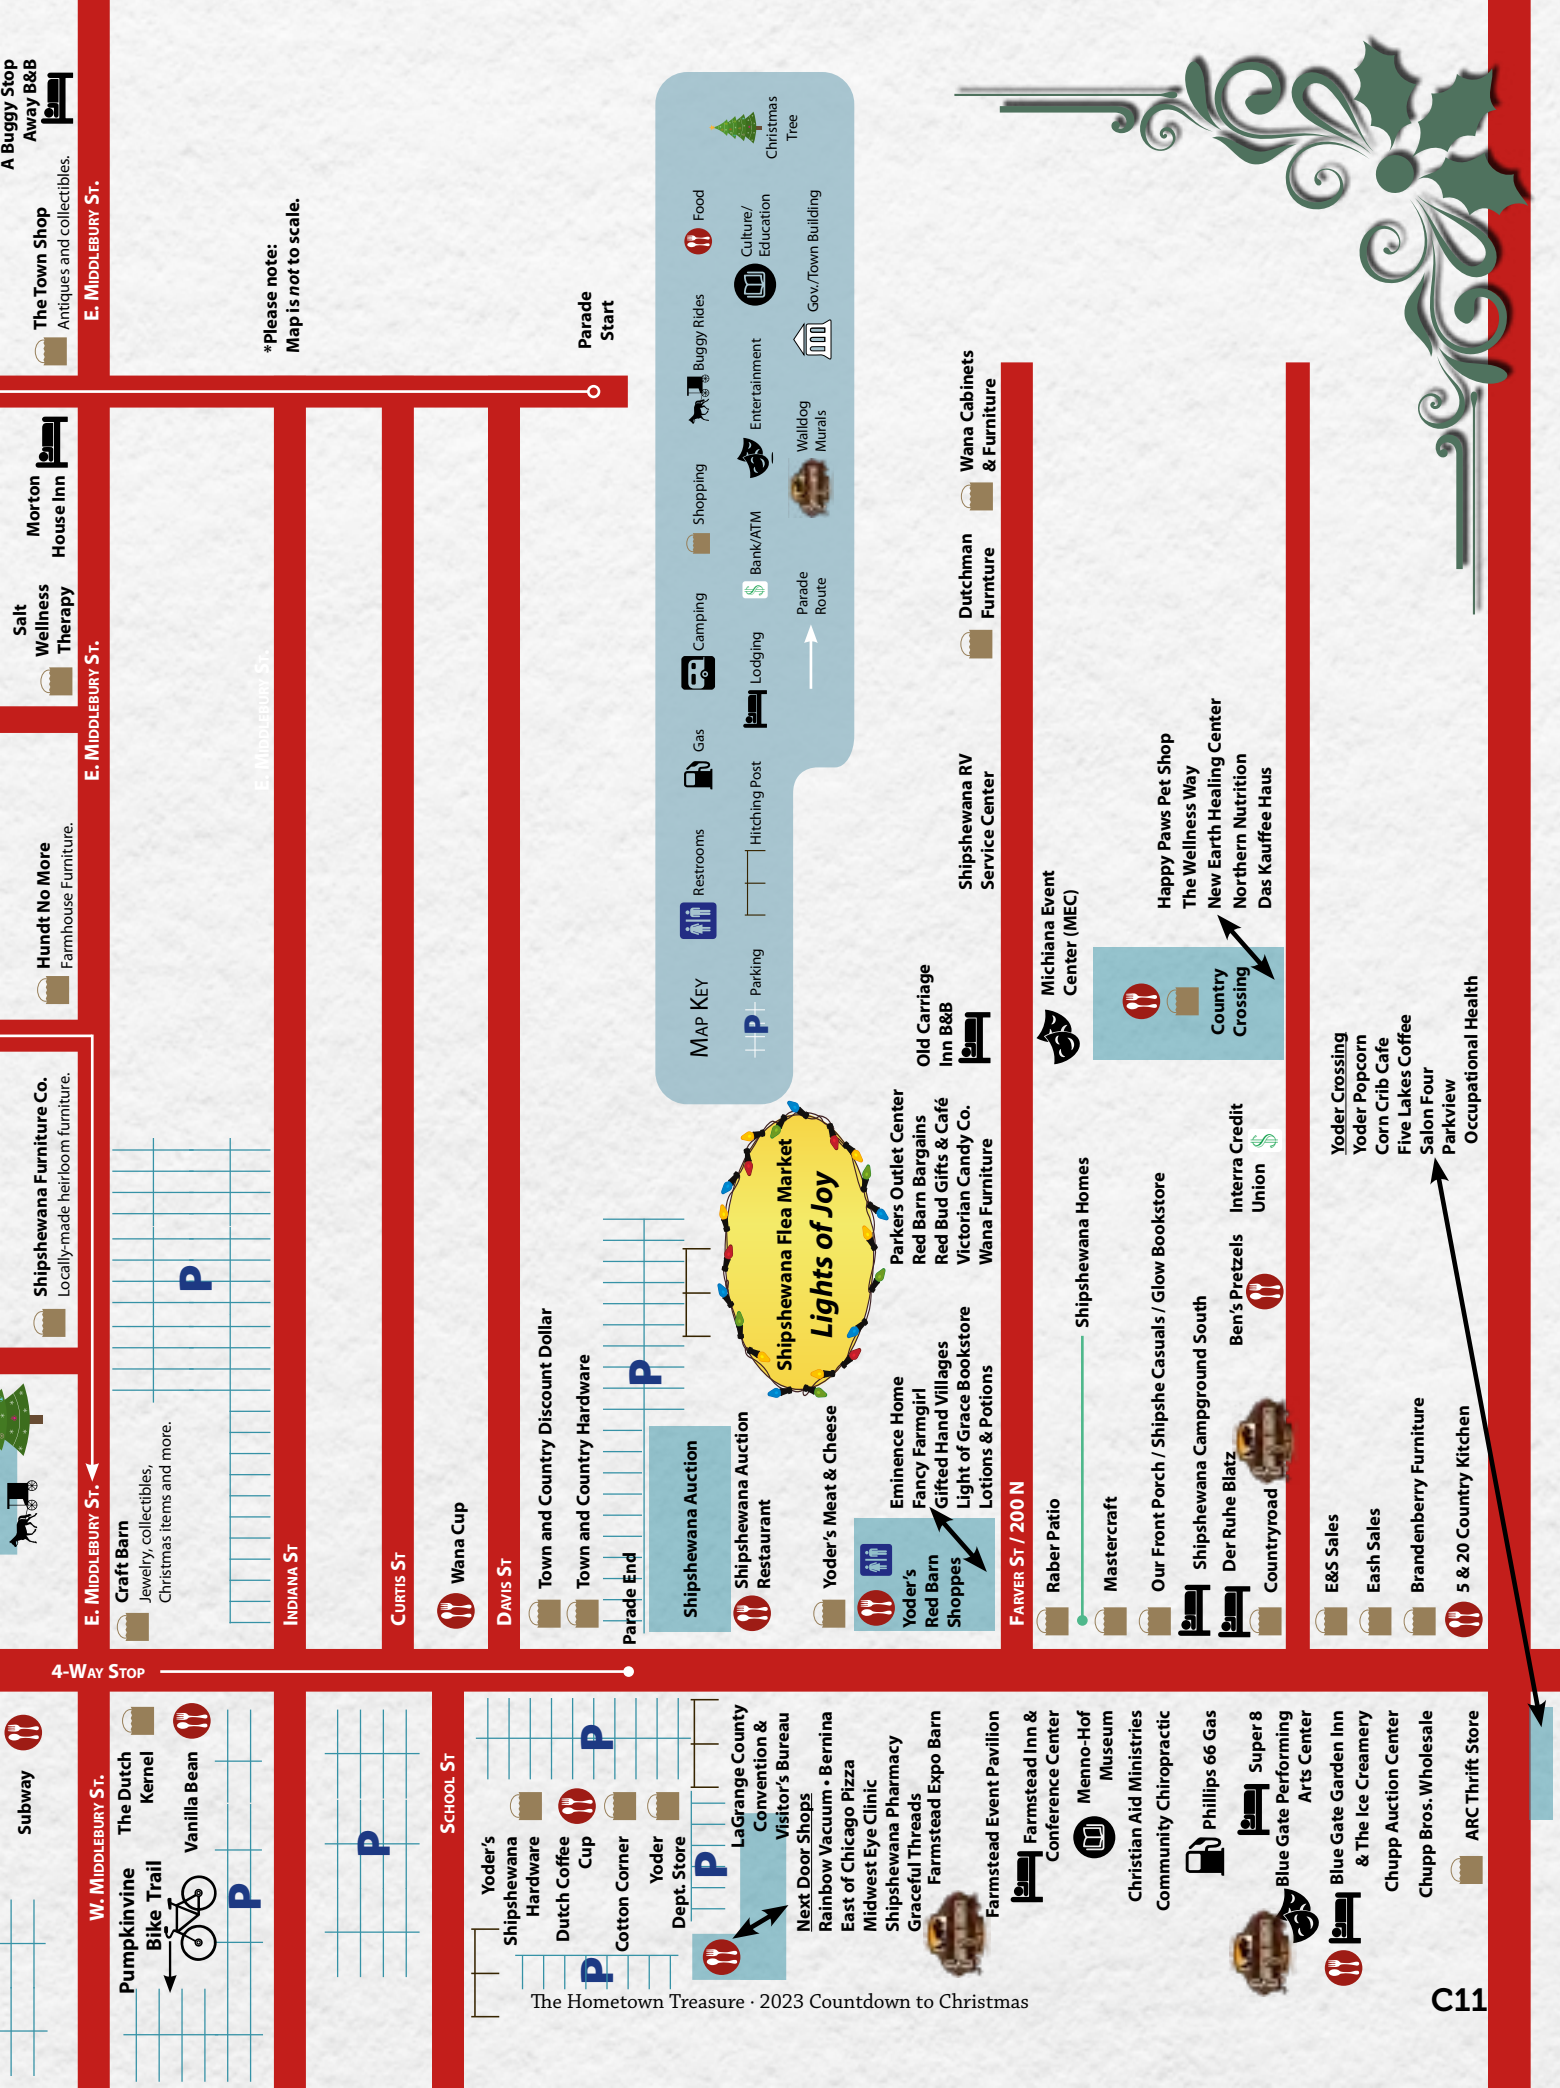 A Buggy Stop
Away B&B
The Town Shop
Antiques and collectibles.
E. Middlebury St.
Morton
House Inn
Salt
Wellness
Therapy
E. Middlebury St.
E. Middlebury St.
Hundt No More
Farmhouse Furniture.
Shipshewana Furniture Co.
Locally-made heirloom furniture.
E. Middlebury St.
Craft Barn
Jewelry, collectibles,
Christmas items and more.
P
*Please note:
Map is not to scale.
Parade
Start
Indiana St
Curtis St
Wana Cup
Davis St
Town and Country Discount Dollar
Town and Country Hardware
Parade End
P
Shipshewana Auction
Shipshewana Auction
Restaurant
Map Key
Restrooms
Gas
Camping
Shopping
Buggy Rides
Food
P Parking
Hitching Post
Lodging
$ Bank/ATM
Entertainment
Culture/
Education
Christmas
Tree
Parade
Route
Walldog
Murals
Gov./Town Building
Shipshewana Flea Market
Lights of Joy
Yoder's Meat & Cheese
Yoder's
Red Barn
Shoppes
Eminence Home
Fancy Farmgirl
Gifted Hand Villages
Light of Grace Bookstore
Lotions & Potions
Parkers Outlet Center
Red Barn Bargains
Red Bud Gifts & Café
Victorian Candy Co.
Wana Furniture
Old Carriage
Inn B&B
Shipshewana RV
Service Center
Dutchman
Furnture
Wana Cabinets
& Furniture
Farver St / 200 N
Raber Patio
Shipshewana Homes
Mastercraft
Our Front Porch / Shipshe Casuals / Glow Bookstore
Shipshewana Campground South
Der Ruhe Blatz
Countryroad
Ben's Pretzels
Interra Credit
Union
$
Michiana Event
Center (MEC)
Country
Crossing
Happy Paws Pet Shop
The Wellness Way
New Earth Healing Center
Northern Nutrition
Das Kauffee Haus
E&S Sales
Eash Sales
Brandenberry Furniture
5 & 20 Country Kitchen
Yoder Crossing
Yoder Popcorn
Corn Crib Cafe
Five Lakes Coffee
Salon Four
Parkview
Occupational Health
4-Way Stop
Subway
W. Middlebury St.
The Dutch
Kernel
Vanilla Bean
Pumpkinvine
Bike Trail
P
P
School St
Yoder's
Shipshewana
Hardware
Dutch Coffee
Cup
Cotton Corner
Yoder
Dept. Store
P
P
P
LaGrange County
Convention &
Visitor's Bureau
Next Door Shops
Rainbow Vacuum • Bernina
East of Chicago Pizza
Midwest Eye Clinic
Shipshewana Pharmacy
Graceful Threads
Farmstead Expo Barn
Farmstead Event Pavilion
Farmstead Inn &
Conference Center
Menno-Hof
Museum
Christian Aid Ministries
Community Chiropractic
Phillips 66 Gas
Super 8
Blue Gate Performing
Arts Center
Blue Gate Garden Inn
& The Ice Creamery
Chupp Auction Center
Chupp Bros. Wholesale
ARC Thrift Store
The Hometown Treasure · 2023 Countdown to Christmas
C11